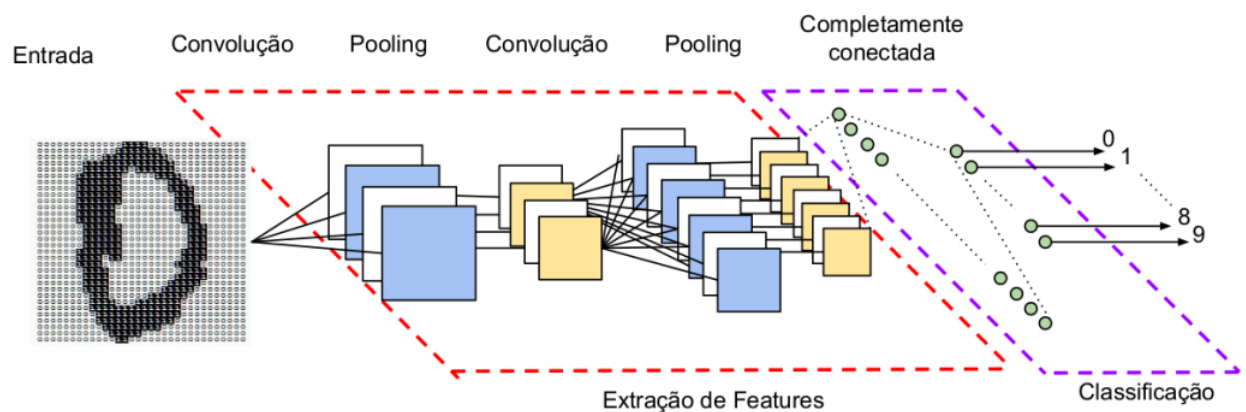 Entrada
Convolução
Pooling
Convolução
Pooling
Completamente
conectada
0
1
8
9
Extração de Features
Classificação